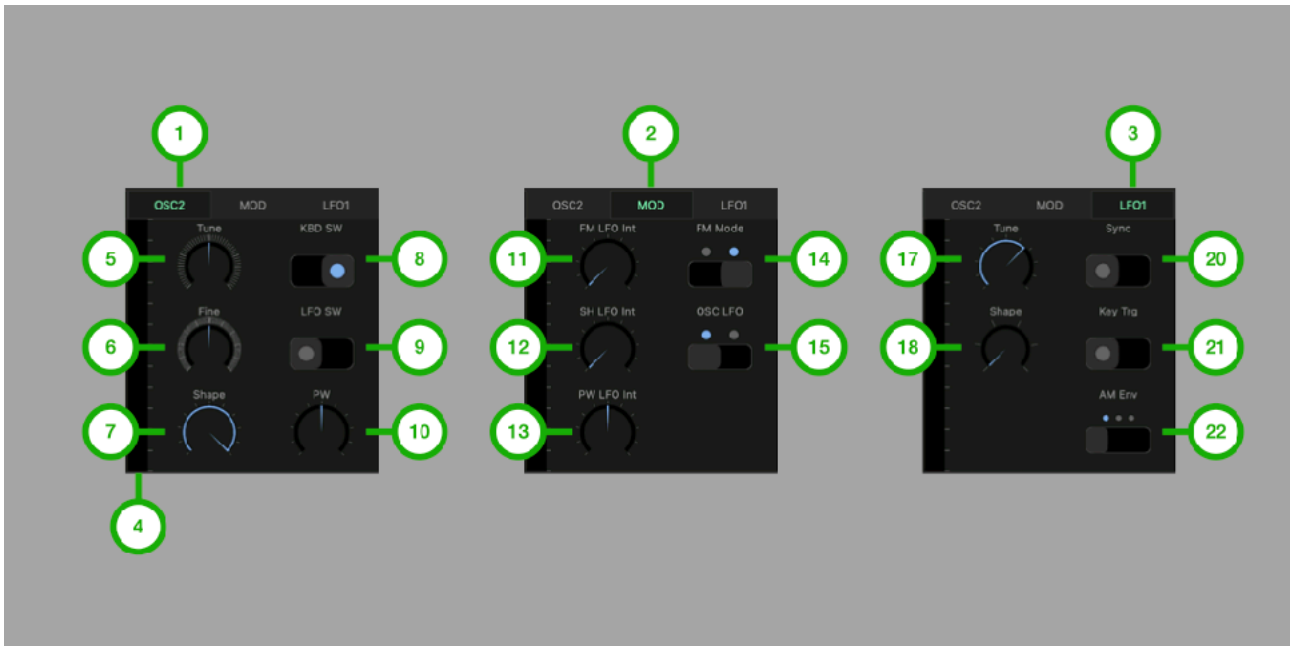 1
2
3
OSC2 MOD LFO1
OSC2 MOD LFO1
OSC2 MOD LFO1
Tune KBD SW
FM LFO Int FM Mode
Tune Sync
5
8
11
14
17
20
Fine LFO SW
SH LFO Int OSC LFO
Shape Key Trg
6
9
12
15
18
21
Shape PW
PW LFO Int
AM Env
7
10
13
22
4